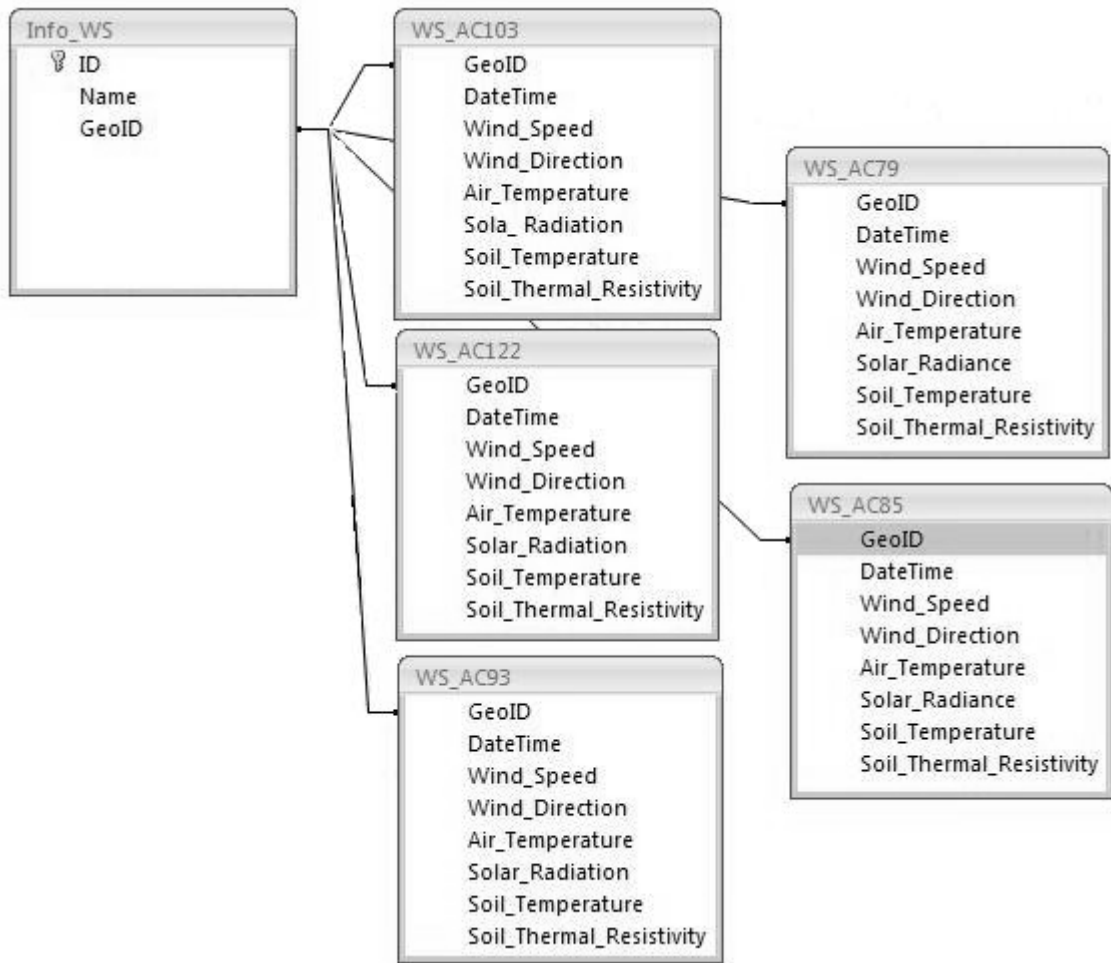 Info_WS
ID
Name
GeoID
WS_AC103
GeoID
DateTime
Wind_Speed
Wind_Direction
Air_Temperature
Sola_ Radiation
Soil_Temperature
Soil_Thermal_Resistivity
WS_AC79
GeoID
DateTime
Wind_Speed
Wind_Direction
Air_Temperature
Solar_Radiance
Soil_Temperature
Soil_Thermal_Resistivity
WS_AC122
GeoID
DateTime
Wind_Speed
Wind_Direction
Air_Temperature
Solar_Radiation
Soil_Temperature
Soil_Thermal_Resistivity
WS_AC85
GeoID
DateTime
Wind_Speed
Wind_Direction
Air_Temperature
Solar_Radiance
Soil_Temperature
Soil_Thermal_Resistivity
WS_AC93
GeoID
DateTime
Wind_Speed
Wind_Direction
Air_Temperature
Solar_Radiation
Soil_Temperature
Soil_Thermal_Resistivity